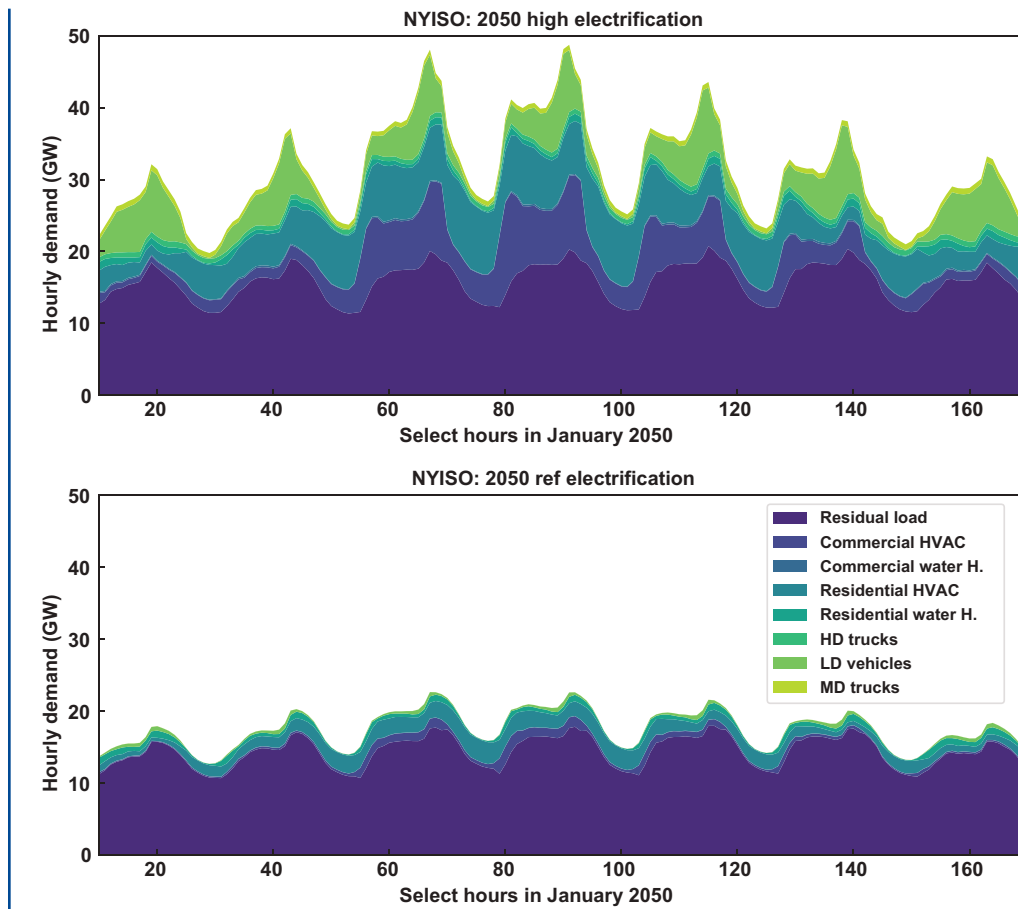 NYISO: 2050 high electrification
50
40
30
20
10
0
Hourly demand (GW)
20 40 60 80 100 120 140 160
Select hours in January 2050
NYISO: 2050 ref electrification
50
40
30
20
10
0
Hourly demand (GW)
Residual load
Commercial HVAC
Commercial water H.
Residential HVAC
Residential water H.
HD trucks
LD vehicles
MD trucks
20 40 60 80 100 120 140 160
Select hours in January 2050